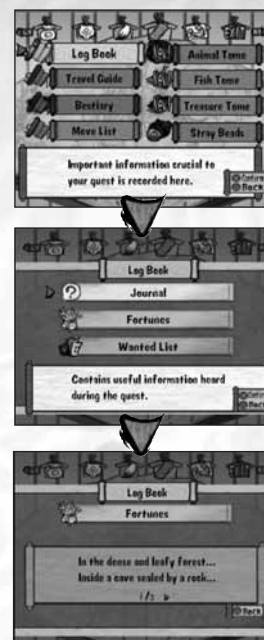 Log Book
Animal Tome
Travel Guide
Fish Tome
Bestiary
Treasure Tome
Move List
Stray Beads
Important information crucial to
your quest is recorded here.
Back
Log Book
Journal
Fortunes
Wanted List
Contains useful information heard
during the quest.
Log Book
Fortunes
In the dense and leafy forest...
Inside a cave sealed by a rock...
Back